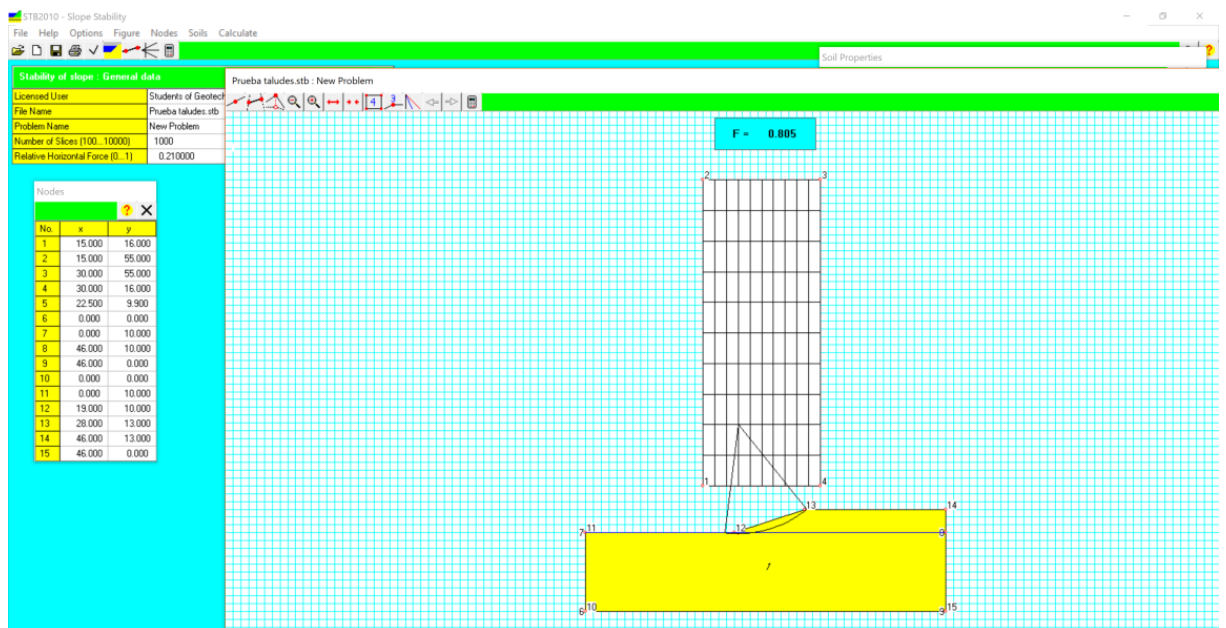 STB2010 - Slope Stability
File Help Options Figure Nodes Soils Calculate
Soil Properties
Stability of slope : General data
Licensed User Students of Geotech
File Name Prueba taludes.stb
Problem Name New Problem
Number of Slices (100...10000) 1000
Relative Horizontal Force (0...1) 0.210000
Prueba taludes.stb : New Problem
4
F = 0.805
Nodes
No. x y
1 15.000 16.000
2 15.000 55.000
3 30.000 55.000
4 30.000 16.000
5 22.500 9.900
6 0.000 0.000
7 0.000 10.000
8 46.000 10.000
9 46.000 0.000
10 0.000 0.000
11 0.000 10.000
12 19.000 10.000
13 28.000 13.000
14 46.000 13.000
15 46.000 0.000
2 3
1 4
13 14
7 11 12 8
1
6 10 9 15